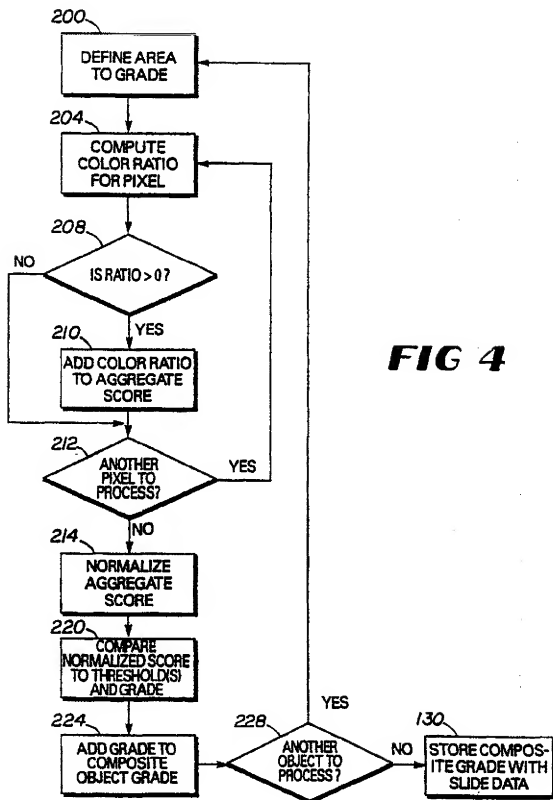 200
DEFINE AREA
TO GRADE
204
COMPUTE
COLOR RATIO
FOR PIXEL
208
NO
IS RATIO > 0 ?
YES
210
ADD COLOR RATIO
TO AGGREGATE
SCORE
FIG 4
212
ANOTHER
PIXEL TO
PROCESS?
YES
NO
214
NORMALIZE
AGGREGATE
SCORE
220
COMPARE
NORMALIZED SCORE
TO THRESHOLD(S)
AND GRADE
224
ADD GRADE TO
COMPOSITE
OBJECT GRADE
228
YES
ANOTHER
OBJECT TO
PROCESS ?
NO
130
STORE COMPOS-
ITE GRADE WITH
SLIDE DATA